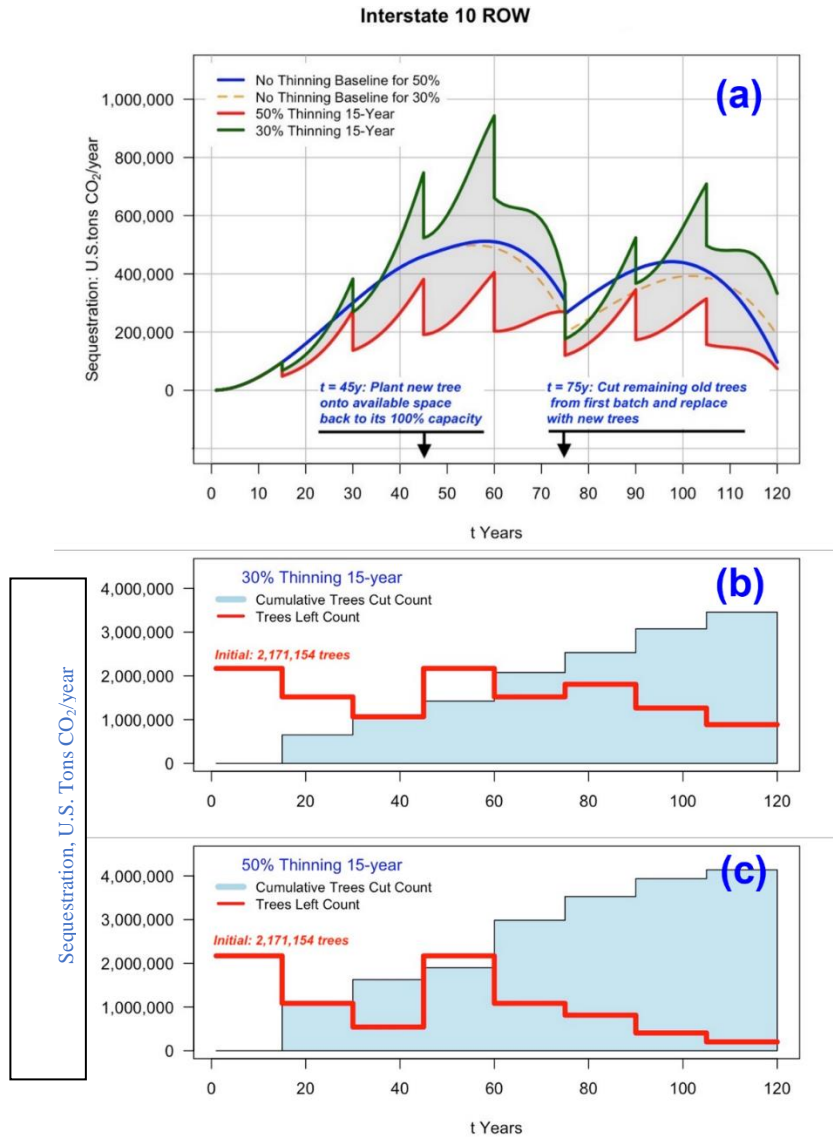 Interstate 10 ROW
No Thinning Baseline for 50%
No Thinning Baseline for 30%
50% Thinning 15-Year
30% Thinning 15-Year
(a)
Sequestration: U.S.tons CO₂/year
1,000,000
800,000
600,000
400,000
200,000
0
t = 45y: Plant new tree
onto available space
back to its 100% capacity
t = 75y: Cut remaining old trees
from first batch and replace
with new trees
0 10 20 30 40 50 60 70 80 90 100 120
t Years
Sequestration, U.S. Tons CO₂/year
30% Thinning 15-year
Cumulative Trees Cut Count
Trees Left Count
(b)
Initial: 2,171,154 trees
4,000,000
3,000,000
2,000,000
1,000,000
0
0 20 40 60 80 100 120
50% Thinning 15-year
Cumulative Trees Cut Count
Trees Left Count
(c)
Initial: 2,171,154 trees
4,000,000
3,000,000
2,000,000
1,000,000
0
0 20 40 60 80 100 120
t Years